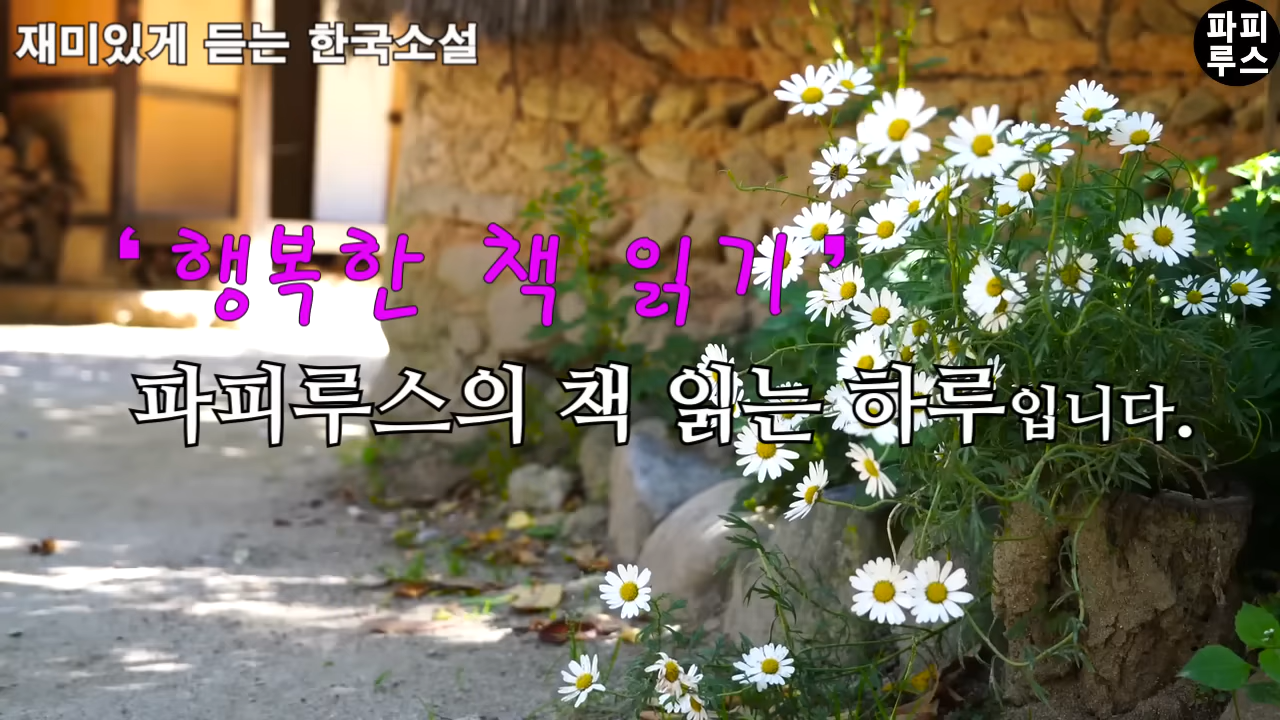 재미있게 듣는 한국소설
파피
루스
‘행복한 책 읽기’
파피루스의 책 읽는 하루입니다.